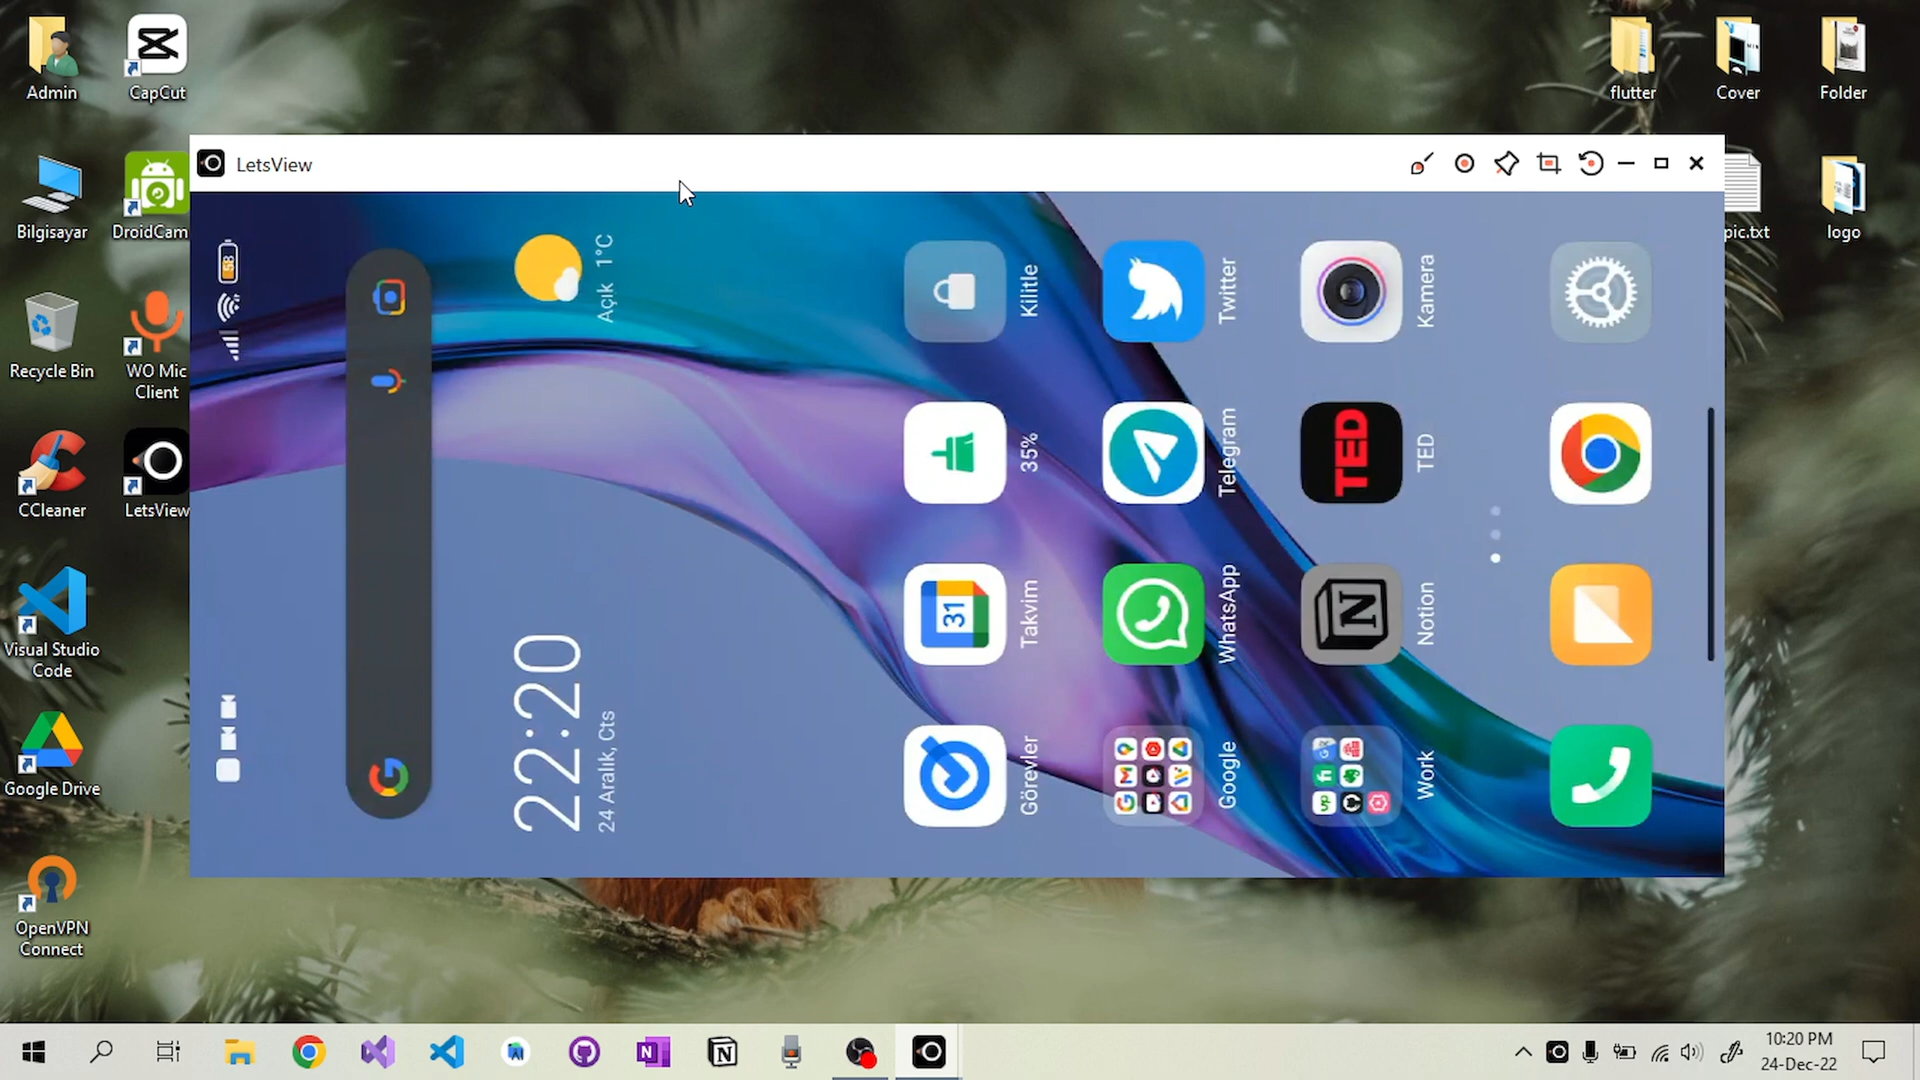 Admin
CapCut
Bilgisayar
DroidCam
Recycle Bin
WO Mic
Client
CCleaner
LetsView
Visual Studio
Code
Google Drive
OpenVPN
Connect
flutter
Cover
Folder
pic.txt
logo
LetsView
58
Açık 1°C
22:20
24 Aralık, Cts
Kilitle
35%
31
Takvim
Görevler
Twitter
Telegram
WhatsApp
Google
Kamera
TED
TED
Notion
Work
10:20 PM
24-Dec-22